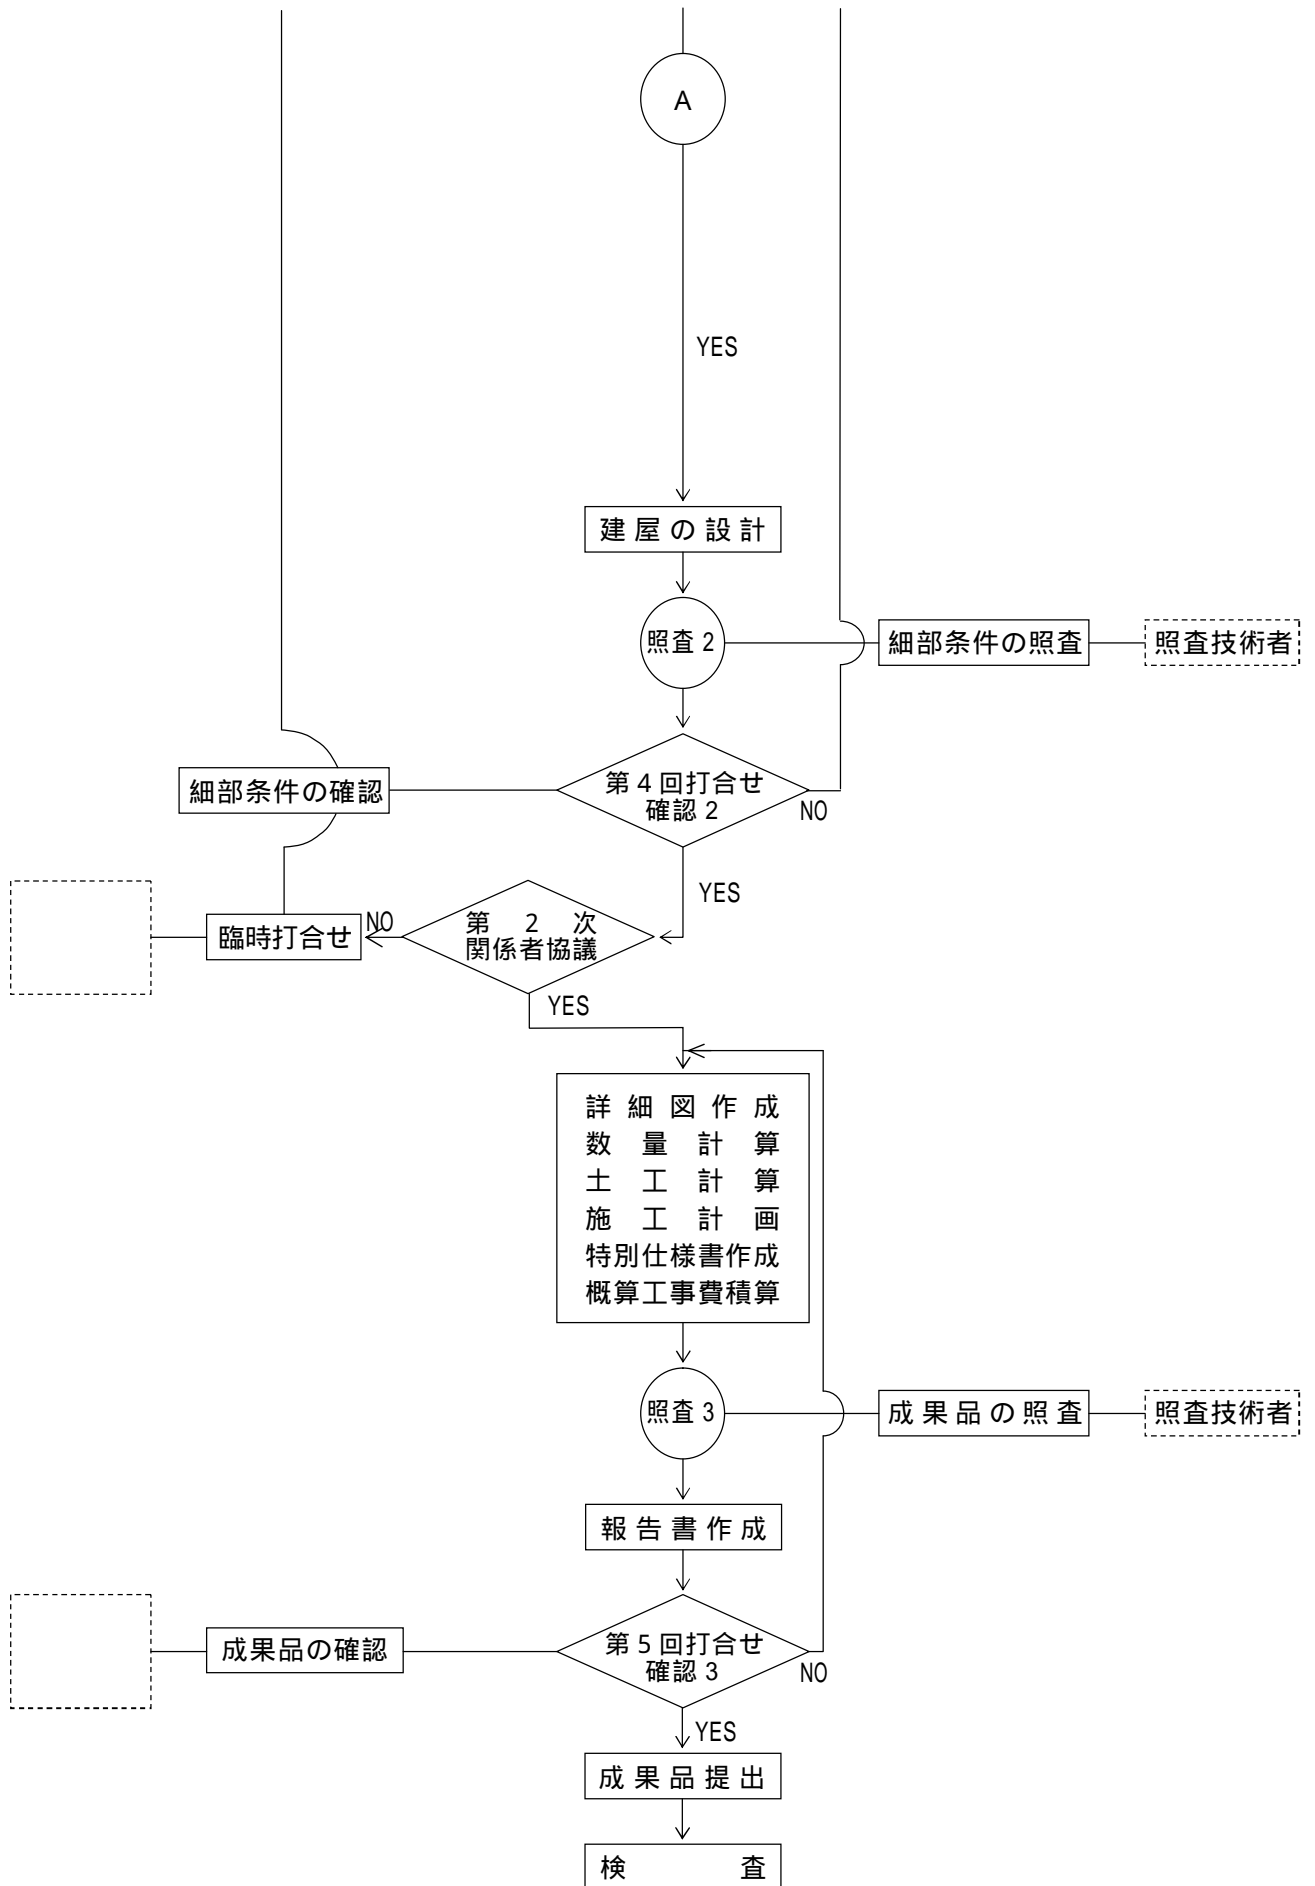 A
YES
建屋の設計
照査2
細部条件の照査
照査技術者
第4回打合せ
確認2
細部条件の確認
NO
YES
第2次
関係者協議
NO
臨時打合せ
YES
詳細図作成
数量計算
土工計算
施工計画
特別仕様書作成
概算工事費積算
照査3
成果品の照査
照査技術者
報告書作成
第5回打合せ
確認3
成果品の確認
NO
YES
成果品提出
検査